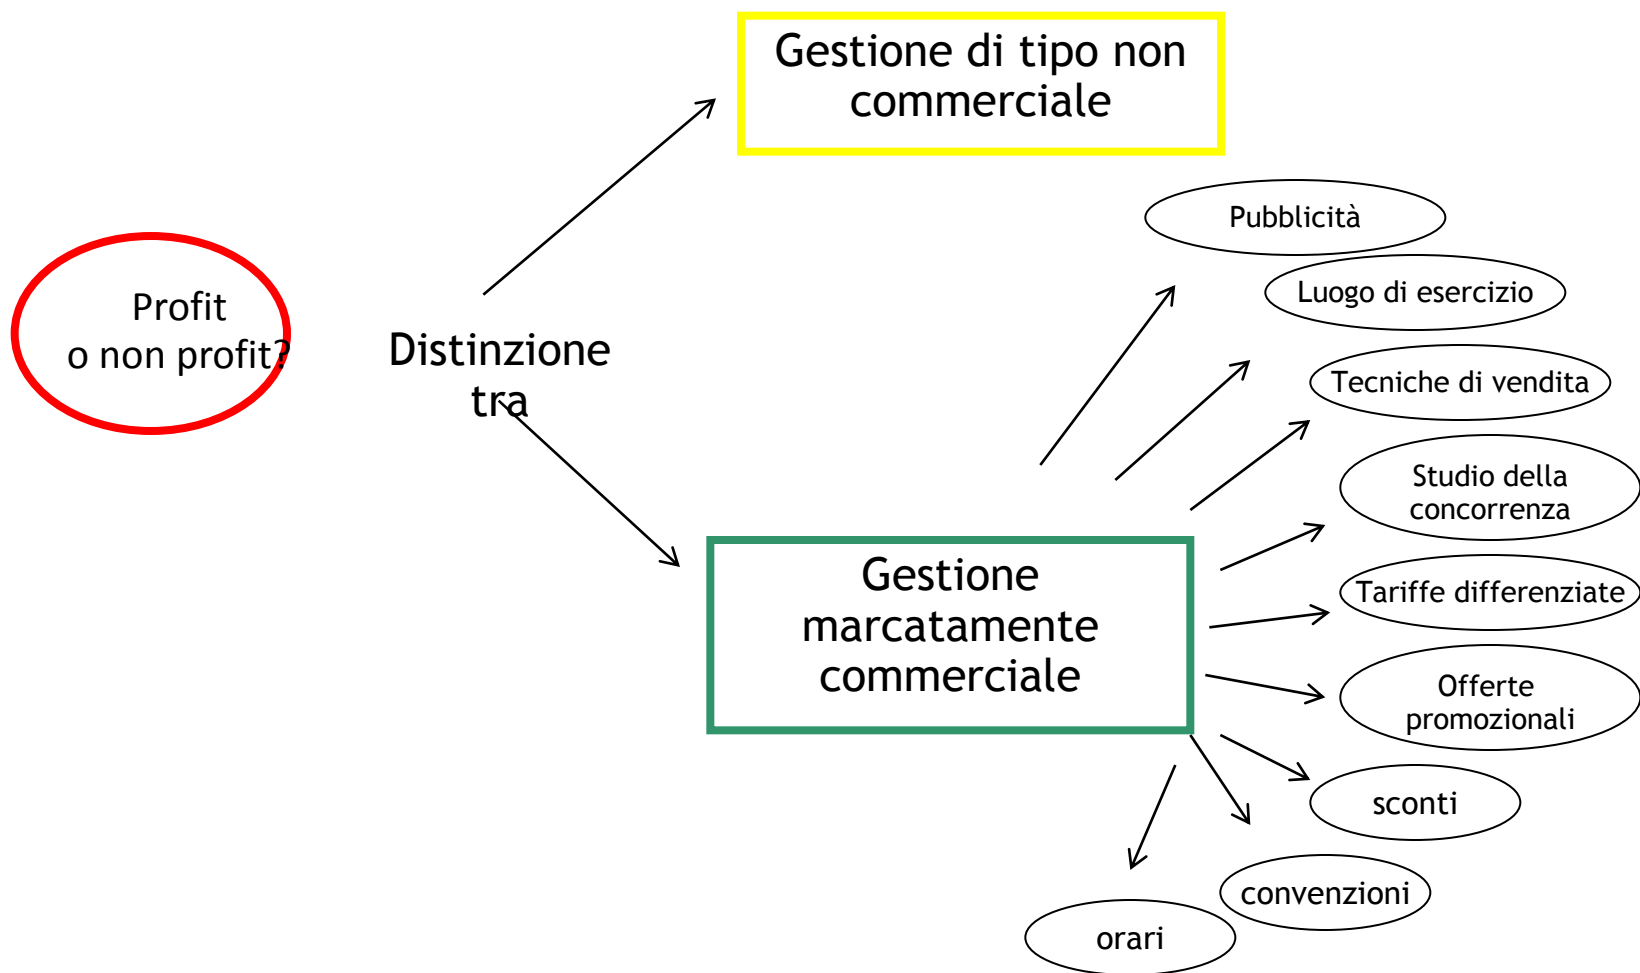 Gestione di tipo non
commerciale
Pubblicità
Luogo di esercizio
Profit
o non profit?
Distinzione
tra
Tecniche di vendita
Studio della
concorrenza
Gestione
marcatamente
commerciale
Tariffe differenziate
Offerte
promozionali
sconti
convenzioni
orari